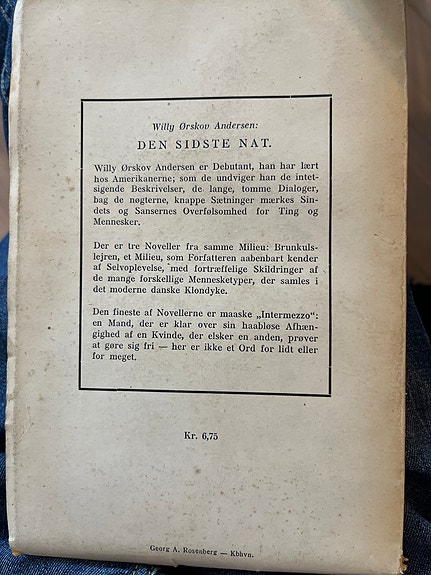 Willy Ørskov Andersen:
DEN SIDSTE NAT.
Willy Ørskov Andersen er Debutant, han har lært
hos Amerikanerne; som de undviger han de intet-
sigende Beskrivelser, de lange, tomme Dialoger,
bag de nøgterne, knappe Sætninger mærkes Sin-
dets og Sansernes Overfølsomhed for Ting og
Mennesker.
Der er tre Noveller fra samme Milieu: Brunkuls-
lejren, et Milieu, som Forfatteren aabenbart kender
af Selvoplevelse, med fortræffelige Skildringer af
de mange forskellige Mennesketyper, der samles i
det moderne danske Klondyke.
Den fineste af Novellerne er maaske „Intermezzo“:
en Mand, der er klar over sin haabløse Afhæn-
gighed af en Kvinde, der elsker en anden, prøver
at gøre sig fri — her er ikke et Ord for lidt eller
for meget.
Kr. 6,75
Georg A. Rosenberg — Kbhvn.